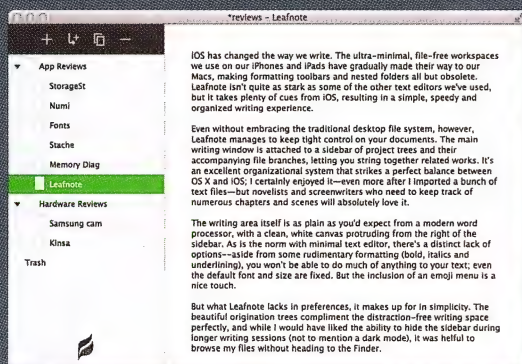 *reviews - Leafnote
App Reviews
StorageSt
Numi
Fonts
Stache
Memory Diag
Leafnote
Hardware Reviews
Samsung cam
Kinsa
Trash
iOS has changed the way we write. The ultra-minimal, file-free workspaces
we use on our iPhones and iPads have gradually made their way to our
Macs, making formatting toolbars and nested folders all but obsolete.
Leafnote isn't quite as stark as some of the other text editors we've used,
but it takes plenty of cues from iOS, resulting in a simple, speedy and
organized writing experience.
Even without embracing the traditional desktop file system, however,
Leafnote manages to keep tight control on your documents. The main
writing window is attached to a sidebar of project trees and their
accompanying file branches, letting you string together related works. It's
an excellent organizational system that strikes a perfect balance between
OS X and iOS; I certainly enjoyed it—even more after I imported a bunch of
text files—but novelists and screenwriters who need to keep track of
numerous chapters and scenes will absolutely love it.
The writing area itself is as plain as you'd expect from a modern word
processor, with a clean, white canvas protruding from the right of the
sidebar. As is the norm with minimal text editor, there's a distinct lack of
options--aside from some rudimentary formatting (bold, italics and
underlining), you won't be able to do much of anything to your text; even
the default font and size are fixed. But the inclusion of an emoji menu is a
nice touch.
But what Leafnote lacks in preferences, it makes up for in simplicity. The
beautiful origination trees compliment the distraction-free writing space
perfectly, and while I would have liked the ability to hide the sidebar during
longer writing sessions (not to mention a dark mode), it was helful to
browse my files without heading to the Finder.